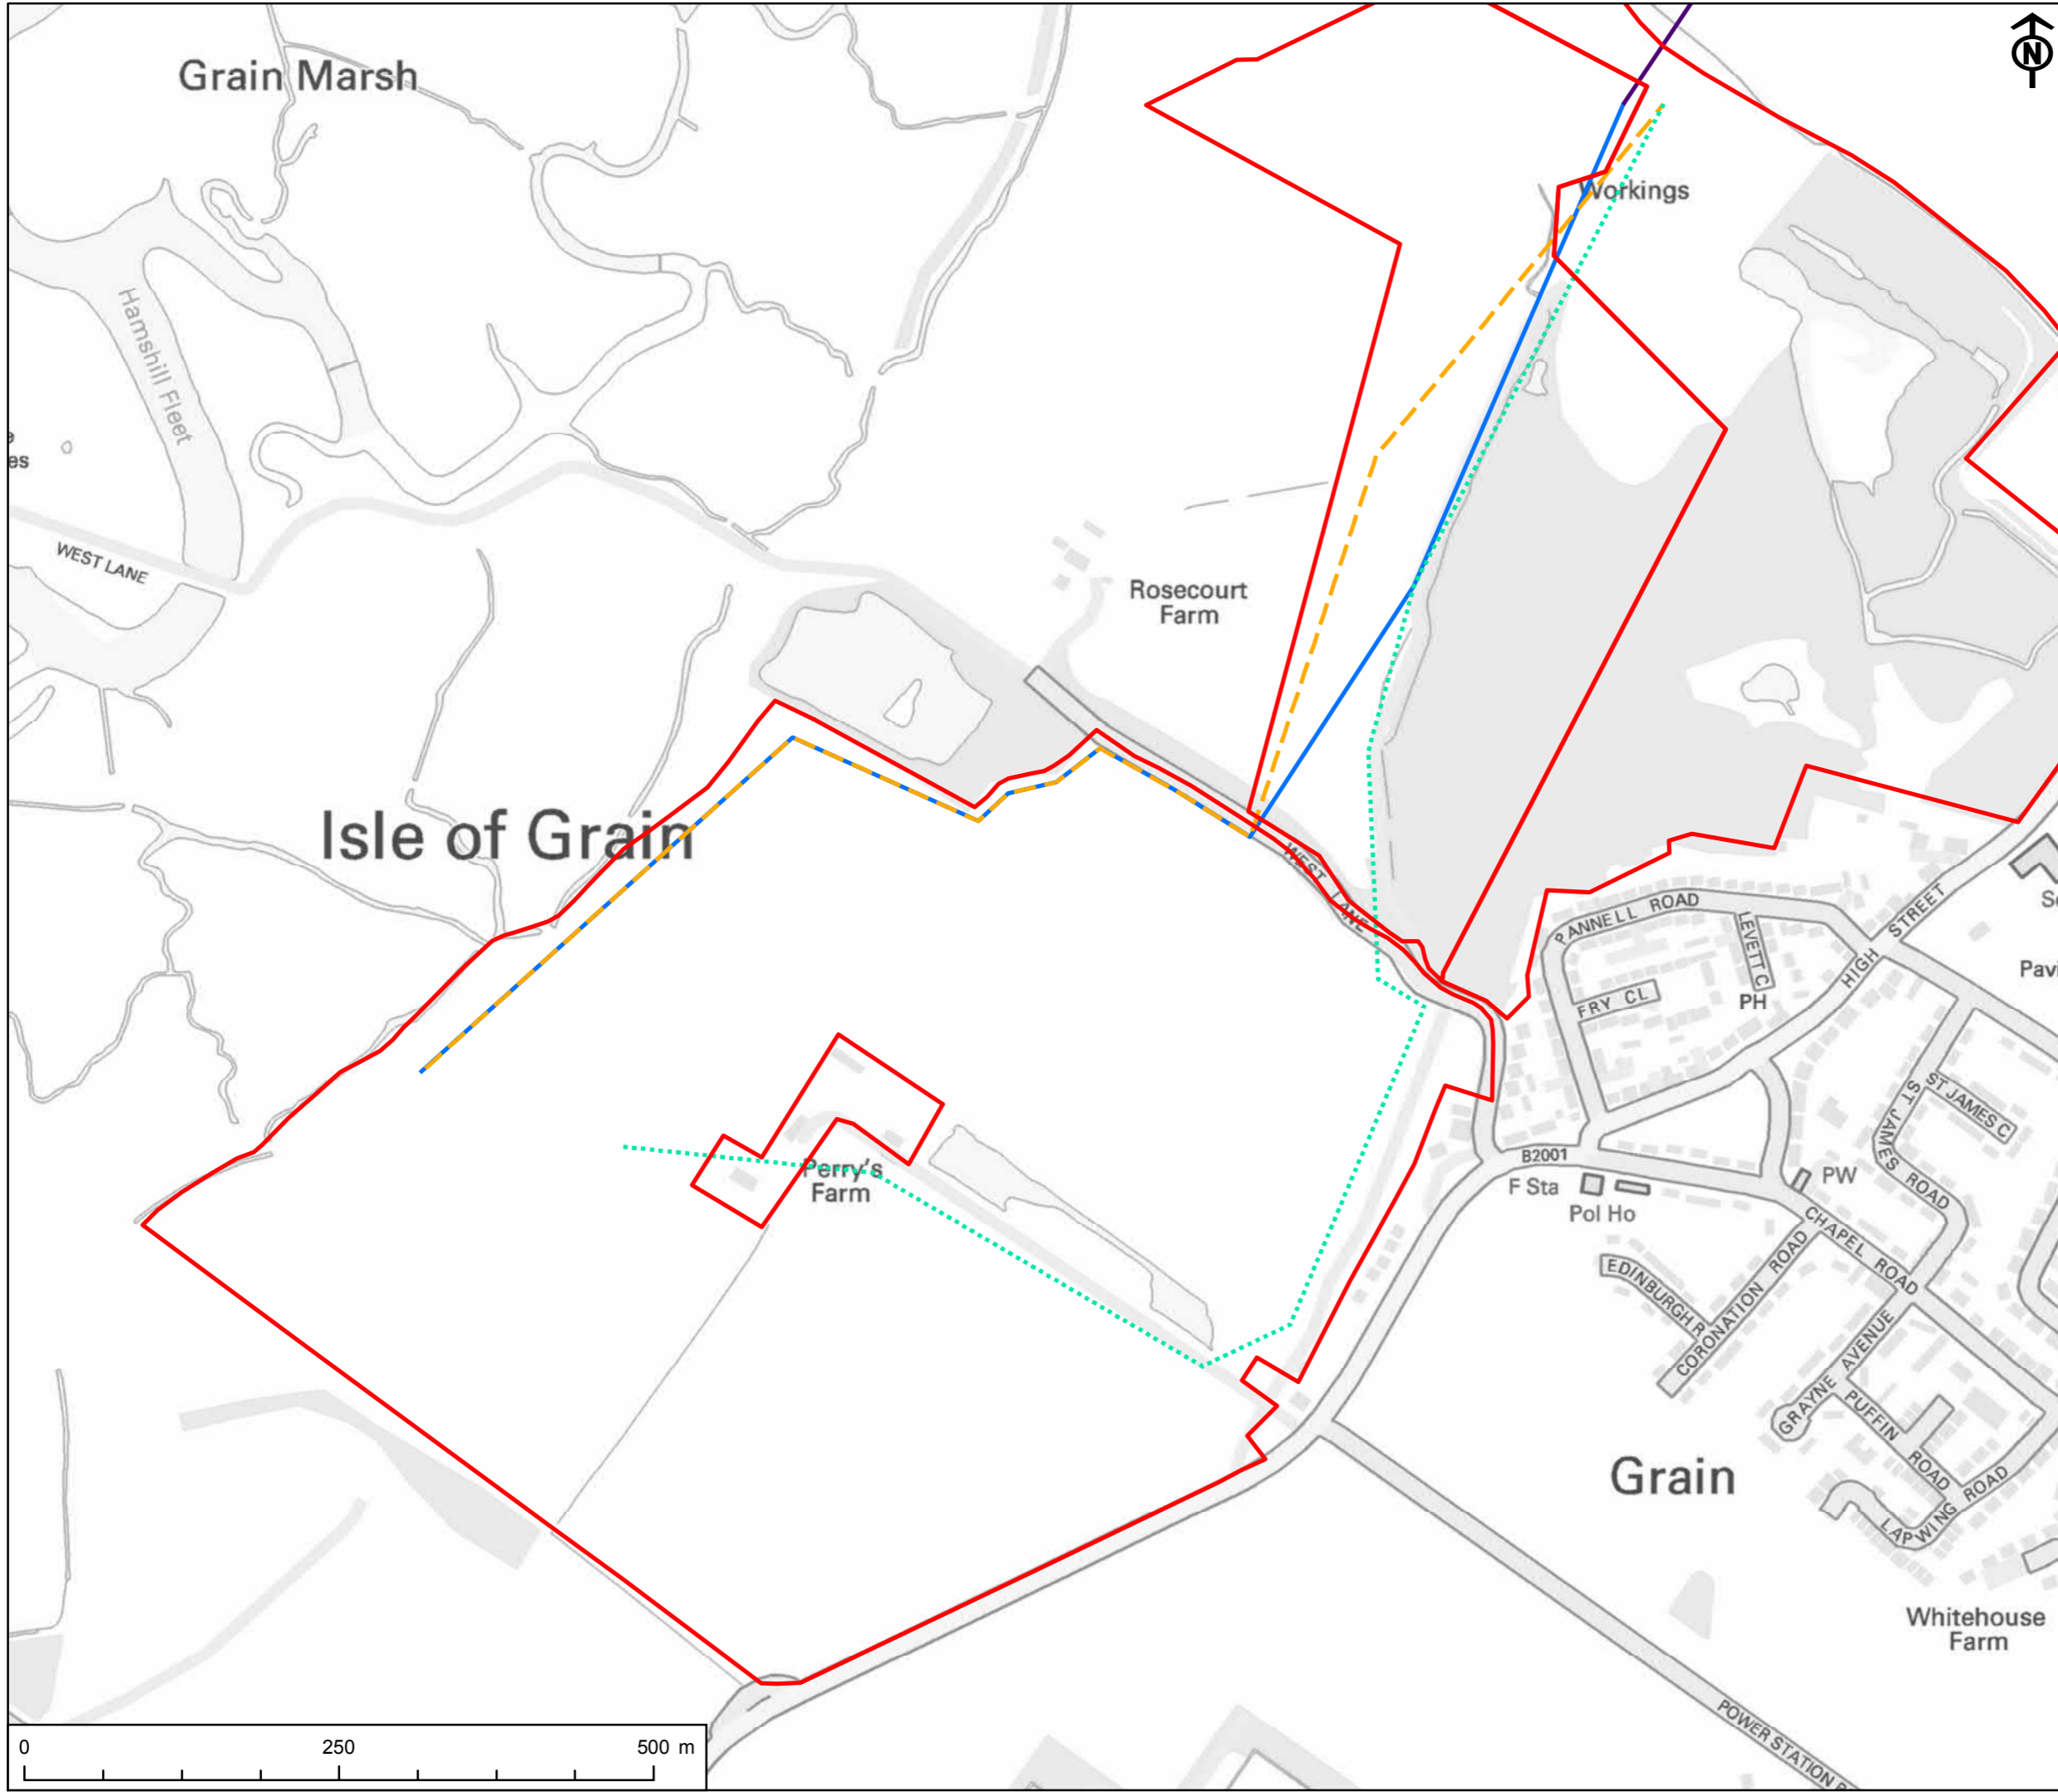 Grain Marsh
N
Workings
Hamshill Fleet
es
WEST LANE
Rosecourt
Farm
Isle of Grain
WEST LANE
PANNELL ROAD
LEVETT C
HIGH STREET
FRY CL
PH
Pavi
ST JAMES C
ST JAMES ROAD
B2001
F Sta
Pol Ho
PW
Perry's
Farm
CHAPEL ROAD
EDINBURGH R
CORONATION ROAD
GRAYNE AVENUE
PUFFIN ROAD
LAPWING ROAD
Grain
Whitehouse
Farm
POWER STATION R
0 250 500 m